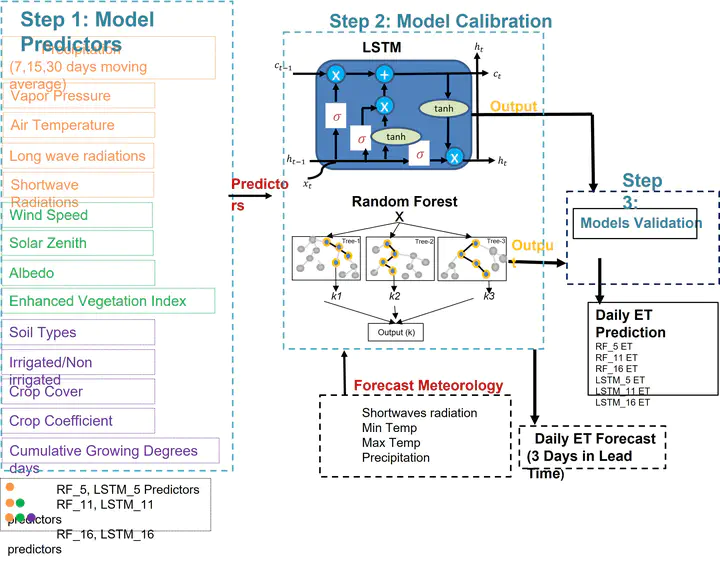 Step 1: Model
Predictors
Precipitation
(7,15,30 days moving
average)
Vapor Pressure
Air Temperature
Long wave radiations
Shortwave
Radiations
Wind Speed
Solar Zenith
Albedo
Enhanced Vegetation Index
Soil Types
Irrigated/Non
irrigated
Crop Cover
Crop Coefficient
Cumulative Growing Degrees
days
RF_5, LSTM_5 Predictors
RF_11, LSTM_11
predictors
RF_16, LSTM_16
predictors
Predicto
rs
Step 2: Model Calibration
LSTM
h_t
c_{t-1}
X
+
c_t
σ
X
tanh
σ
tanh
σ
X
h_{t-1}
h_t
x_t
Output
Random Forest
X
Tree-1
Tree-2
Tree-3
k1
k2
k3
Output (k)
Outpu
t
Forecast Meteorology
Shortwaves radiation
Min Temp
Max Temp
Precipitation
Step
3:
Models Validation
Daily ET
Prediction
RF_5 ET
RF_11 ET
RF_16 ET
LSTM_5 ET
LSTM_11 ET
LSTM_16 ET
Daily ET Forecast
(3 Days in Lead
Time)